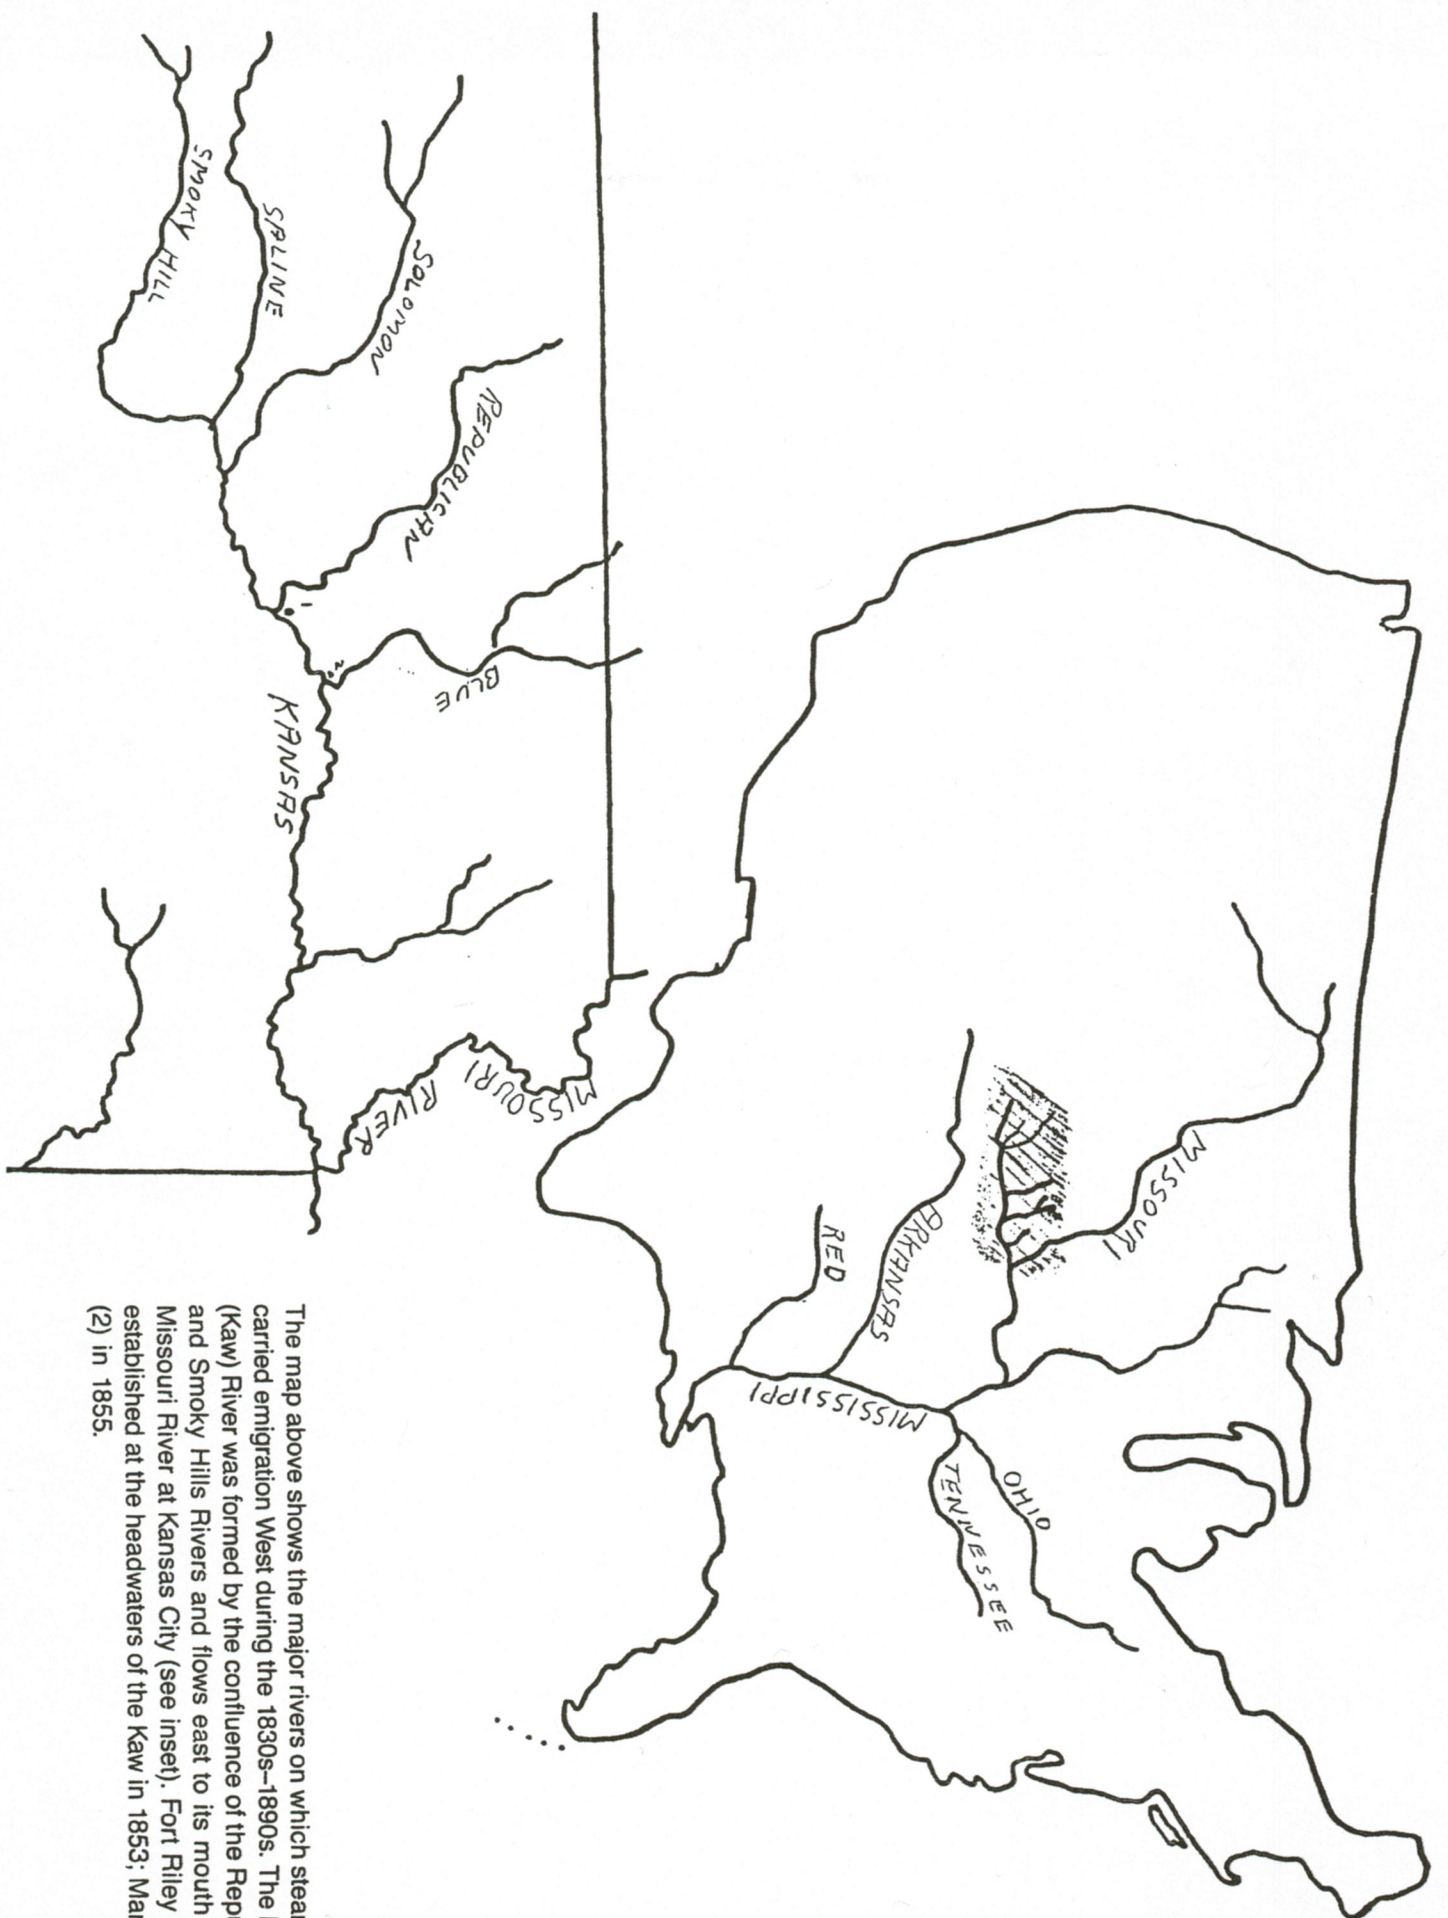 MISSOURI
ARKANSAS
RED
MISSISSIPPI
OHIO
TENNESSEE
SMOKY HILL
SALINE
SOLOMON
REPUBLICAN
BLUE
KANSAS
MISSOURI
RIVER
1
2
The map above shows the major rivers on which
carried emigration West during the 1830s–1890s. The
(Kaw) River was formed by the confluence of the
and Smoky Hills Rivers and flows east to its mouth
Missouri River at Kansas City (see inset). Fort Riley
established at the headwaters of the Kaw in 1853;
(2) in 1855.